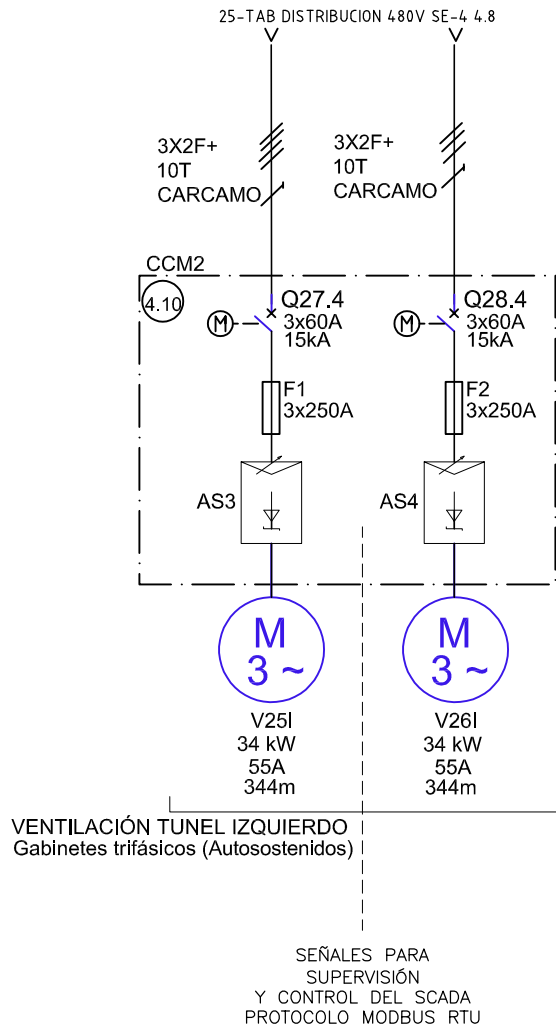 25-TAB DISTRIBUCION 480V SE-4 4.8
3X2F+
10T
CARCAMO
3X2F+
10T
CARCAMO
CCM2
4.10
M
Q27.4
3x60A
15kA
M
Q28.4
3x60A
15kA
F1
3x250A
F2
3x250A
AS3
AS4
M
3 ~
M
3 ~
V25I
34 kW
55A
344m
V26I
34 kW
55A
344m
VENTILACIÓN TUNEL IZQUIERDO
Gabinetes trifásicos (Autosostenidos)
SEÑALES PARA
SUPERVISIÓN
Y CONTROL DEL SCADA
PROTOCOLO MODBUS RTU